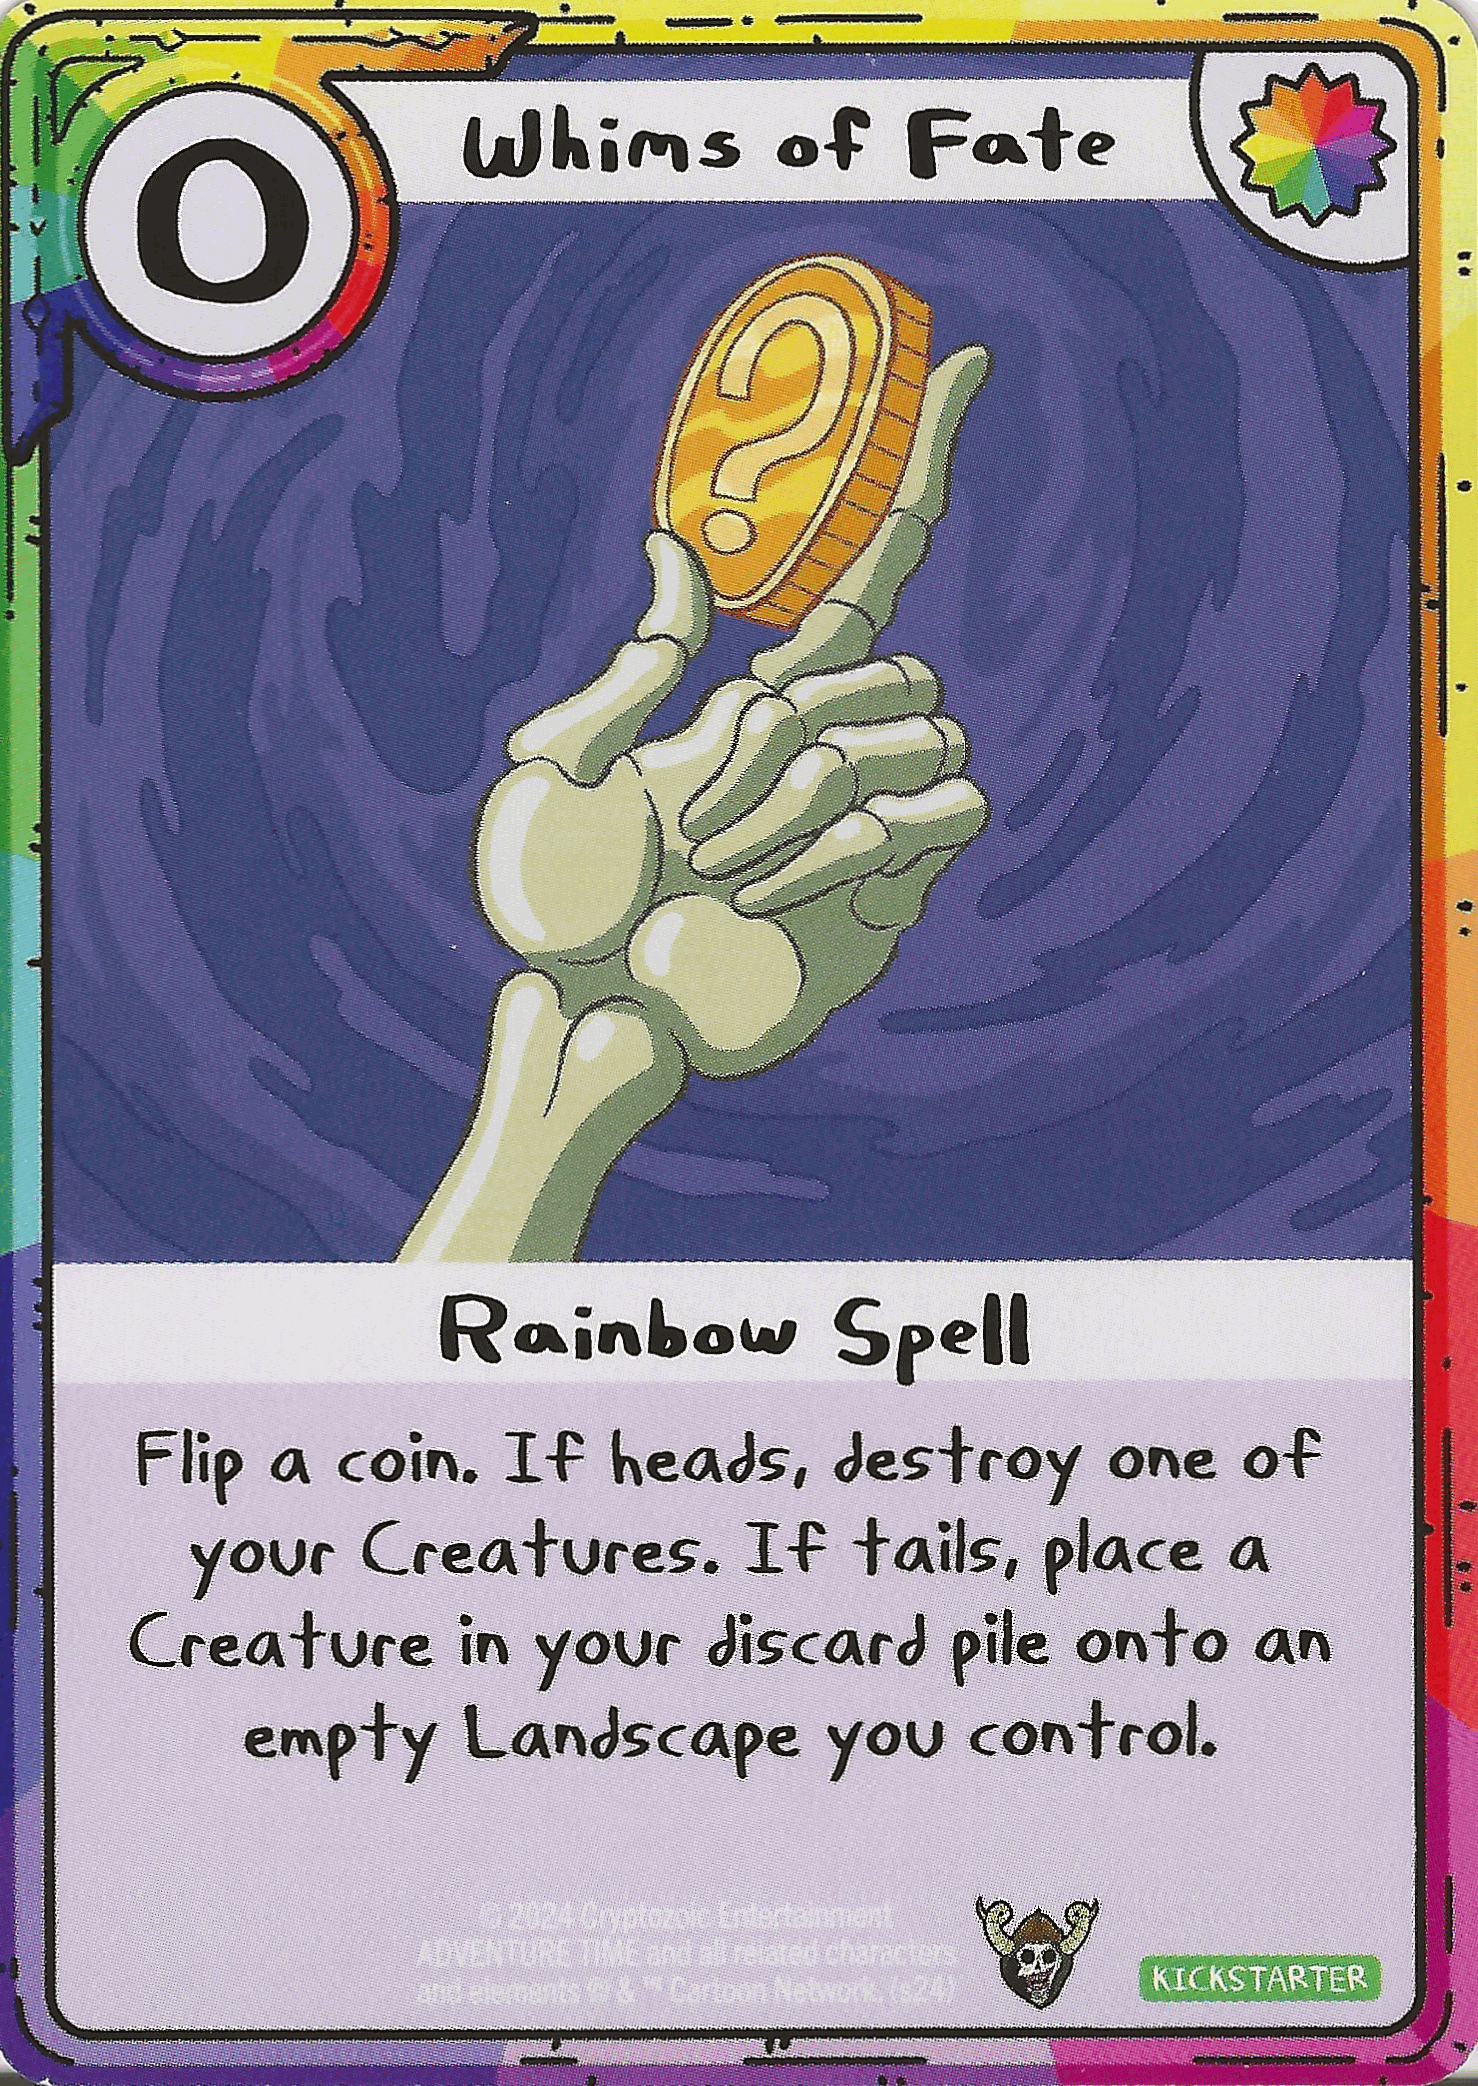 0
Whims of Fate
?
Rainbow Spell
Flip a coin. If heads, destroy one of
your Creatures. If tails, place a
Creature in your discard pile onto an
empty Landscape you control.
© 2024 Cryptozoic Entertainment
ADVENTURE TIME and all related characters
and elements & Cartoon Network. (s24)
KICKSTARTER